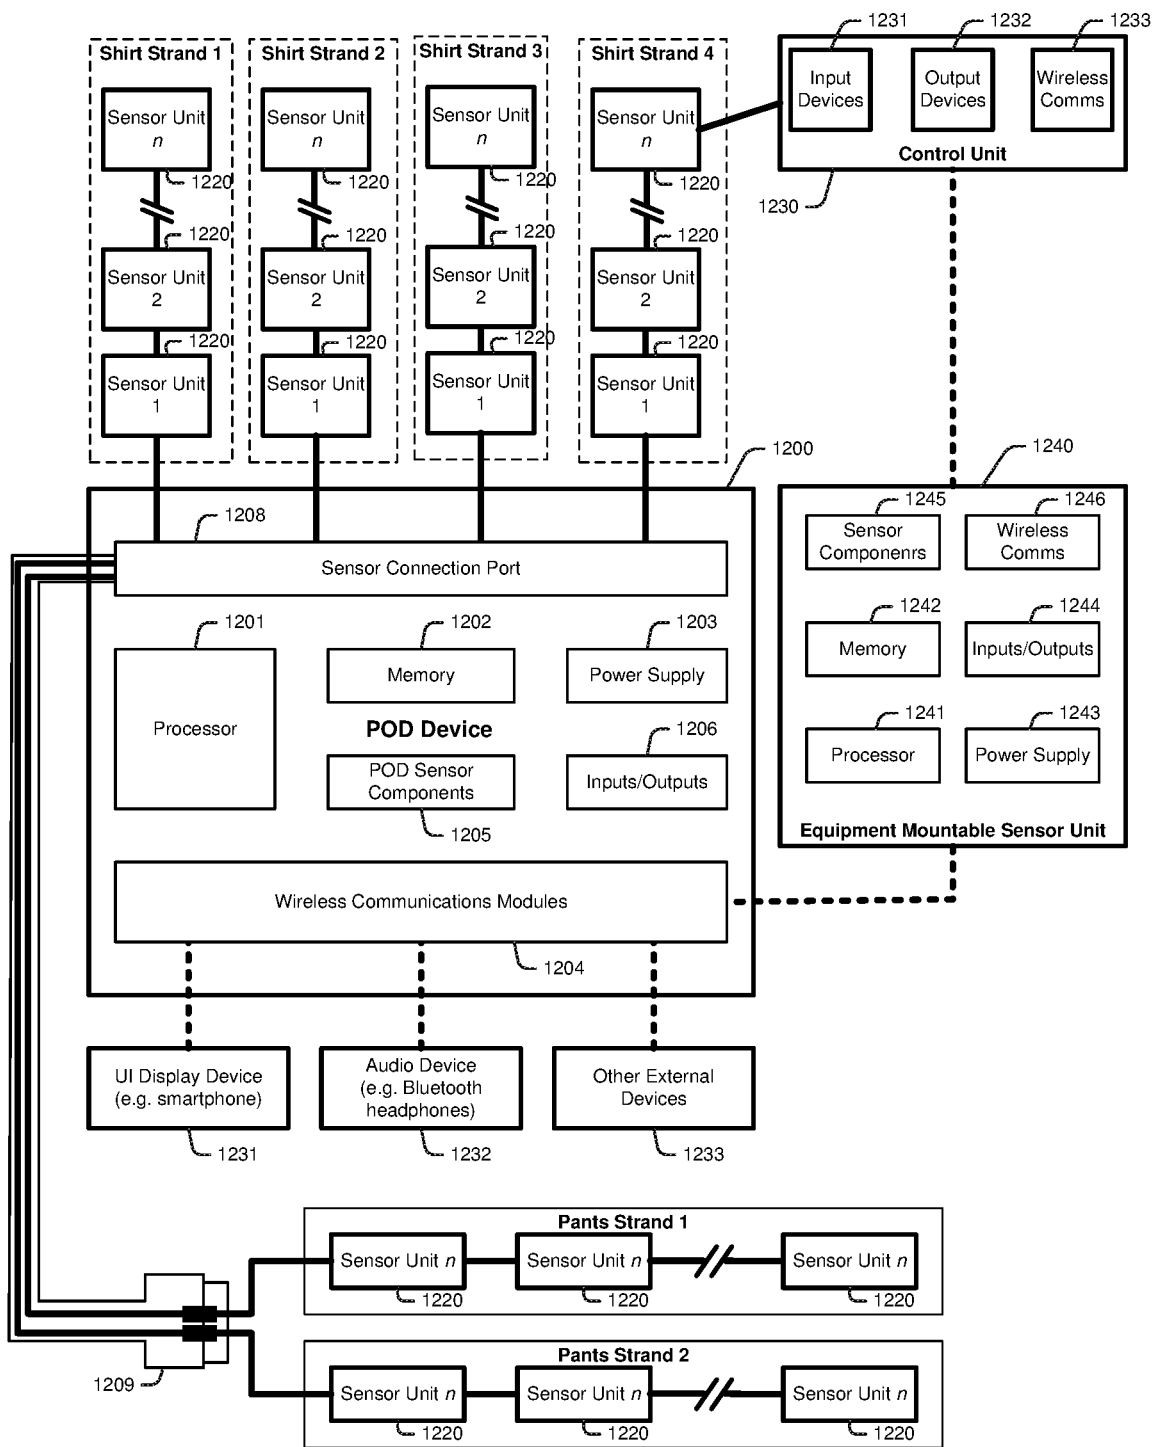 1231
1232
1233
Shirt Strand 1
Shirt Strand 2
Shirt Strand 3
Shirt Strand 4
Input
Devices
Output
Devices
Wireless
Comms
Control Unit
1230
Sensor Unit
n
1220
Sensor Unit
n
1220
Sensor Unit
n
1220
Sensor Unit
n
1220
1220
Sensor Unit
2
1220
Sensor Unit
2
1220
Sensor Unit
2
1220
Sensor Unit
2
1220
Sensor Unit
1
1220
Sensor Unit
1
1220
Sensor Unit
1
1220
Sensor Unit
1
1200
1208
Sensor Connection Port
1201
Processor
1202
Memory
1203
Power Supply
POD Device
POD Sensor
Components
1205
1206
Inputs/Outputs
Wireless Communications Modules
1204
1240
1245
Sensor
Componenrs
1246
Wireless
Comms
1242
Memory
1244
Inputs/Outputs
1241
Processor
1243
Power Supply
Equipment Mountable Sensor Unit
UI Display Device
(e.g. smartphone)
1231
Audio Device
(e.g. Bluetooth
headphones)
1232
Other External
Devices
1233
Pants Strand 1
Sensor Unit n
Sensor Unit n
Sensor Unit n
1220
1220
1220
1209
Pants Strand 2
Sensor Unit n
Sensor Unit n
Sensor Unit n
1220
1220
1220